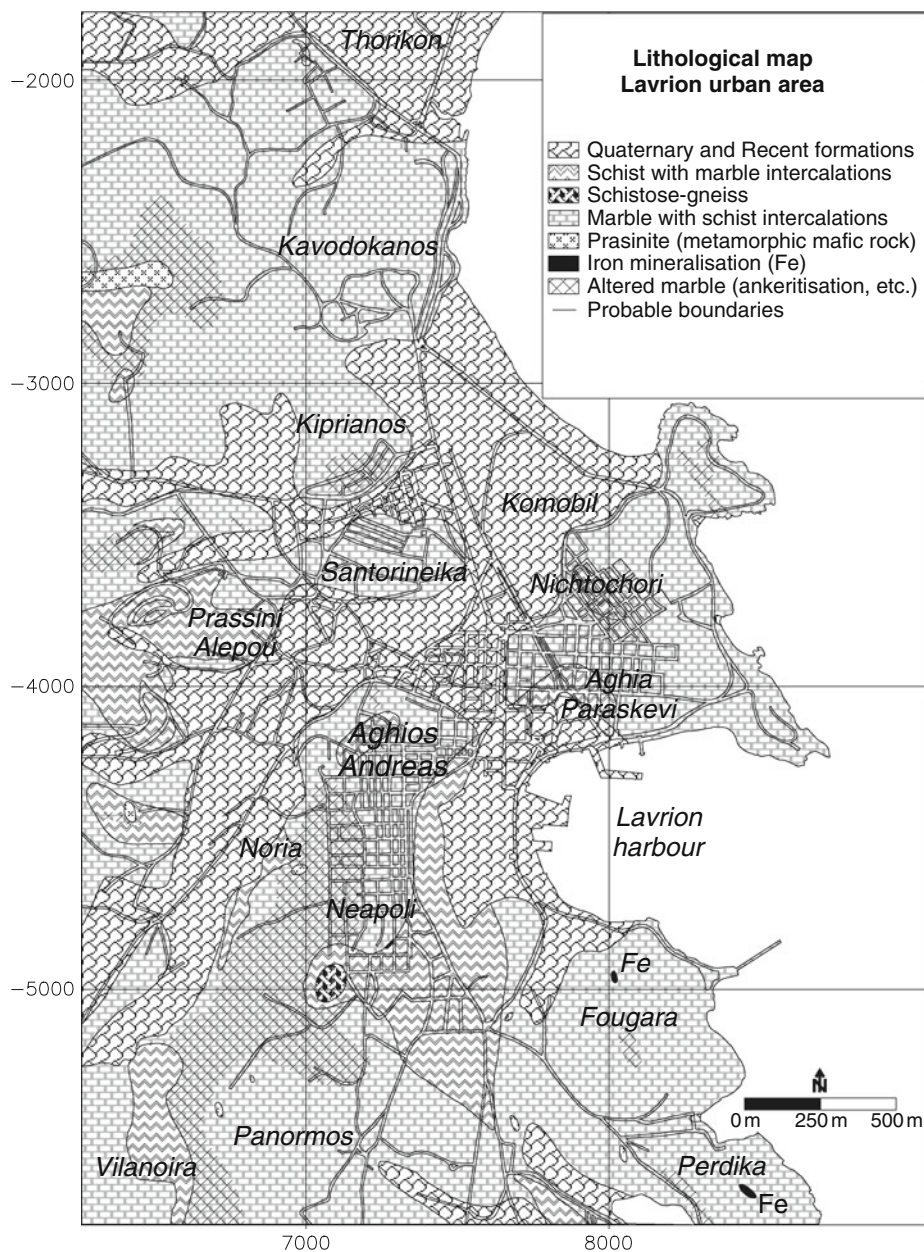 Lithological map
Lavrion urban area
Quaternary and Recent formations
Schist with marble intercalations
Schistose-gneiss
Marble with schist intercalations
Prasinite (metamorphic mafic rock)
Iron mineralisation (Fe)
Altered marble (ankeritisation, etc.)
Probable boundaries
Thorikon
−2000
Kavodokanos
−3000
Kiprianos
Komobil
Santorineika
Nichtochori
Prassini
Alepou
−4000
Aghia
Paraskevi
Aghios
Andreas
Lavrion
harbour
Noria
Neapoli
Fe
−5000
Fougara
N
0 m 250 m 500 m
Panormos
Vilanoira
Perdika
Fe
7000 8000